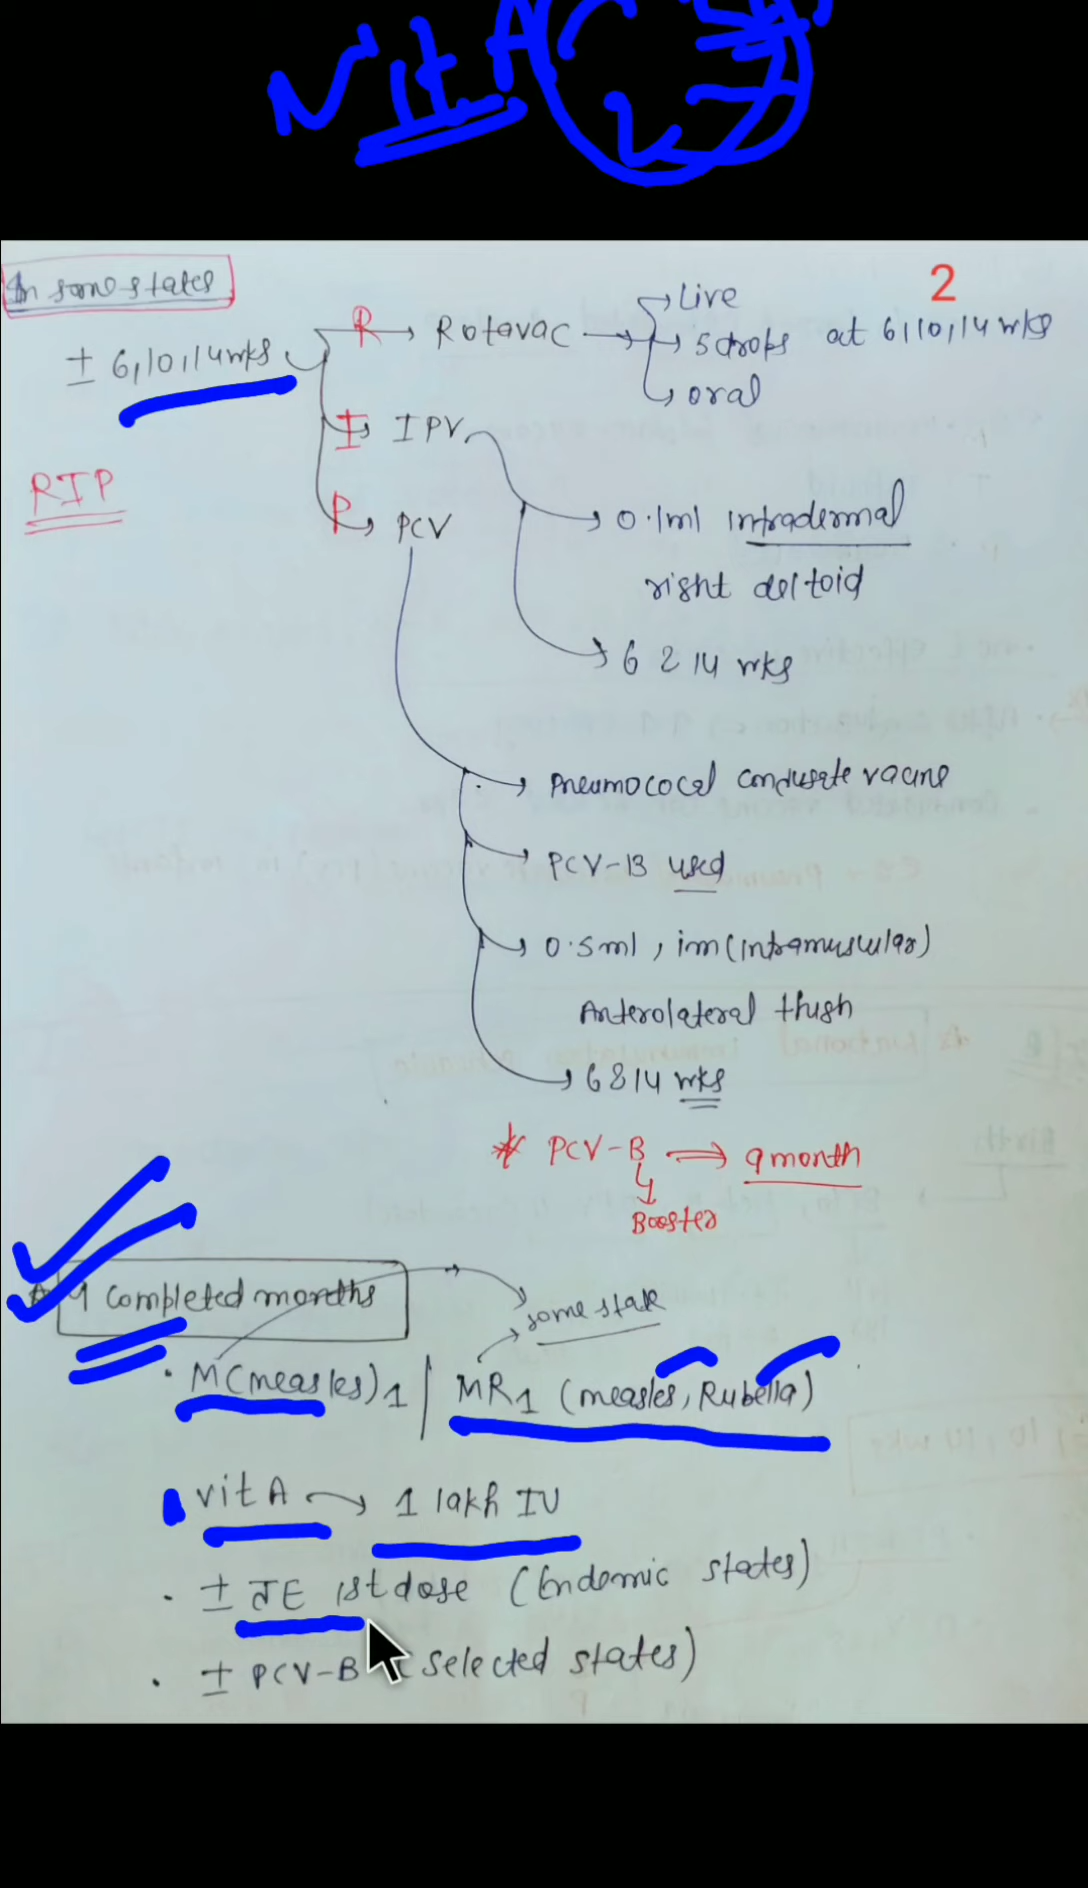 Vit A
2
In some states
± 6,10,14 wks
R → Rotavac → Live
5 drops at 6,10,14 wks
oral
I → IPV
RIP
P → PCV
0.1ml intradermal
right deltoid
6 & 14 wks
Pneumococal conjugate vaccine
PCV-13 used
0.5ml, im (intramuscular)
Anterolateral thigh
6 & 14 wks
* PCV-B ⇒ 9 month
Booster
9 completed months
some state
· M (measles)1 | MR1 (measles, Rubella)
· vit A → 1 lakh IU
· ± JE 1st dose (Endemic states)
· ± PCV-B (selected states)